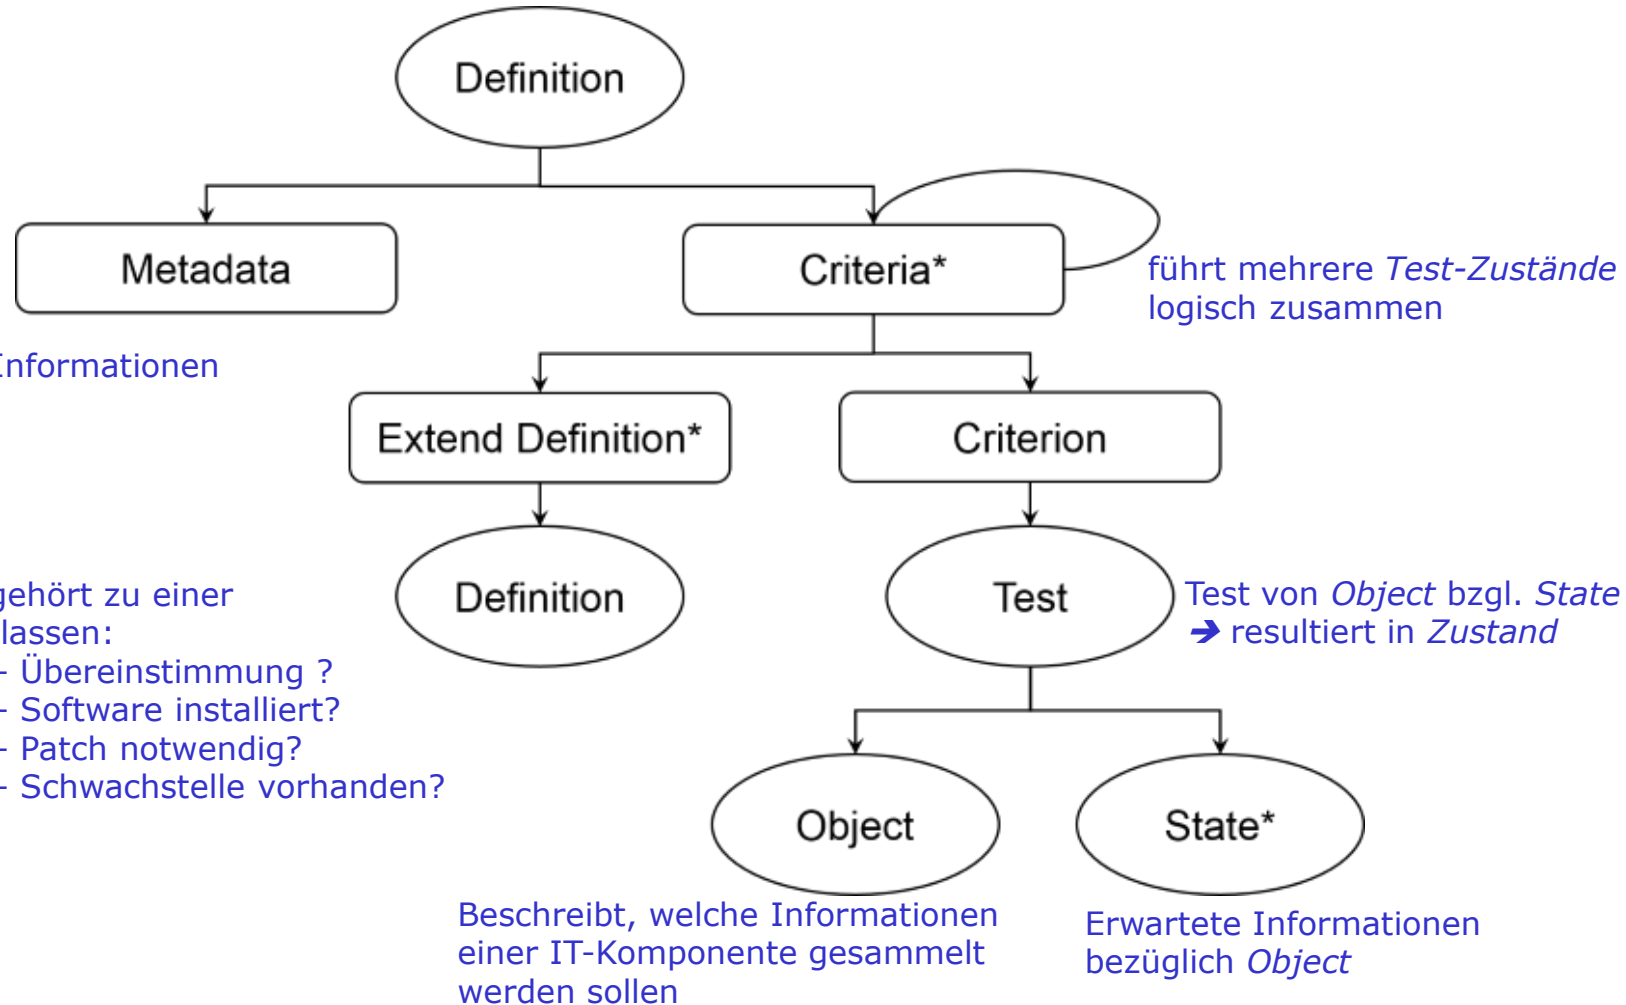 Definition
Metadata
Criteria*
führt mehrere Test-Zustände
logisch zusammen
Informationen
Extend Definition*
Criterion
gehört zu einer
lassen:
- Übereinstimmung ?
- Software installiert?
- Patch notwendig?
- Schwachstelle vorhanden?
Definition
Test
Test von Object bzgl. State
➔ resultiert in Zustand
Object
State*
Beschreibt, welche Informationen
einer IT-Komponente gesammelt
werden sollen
Erwartete Informationen
bezüglich Object